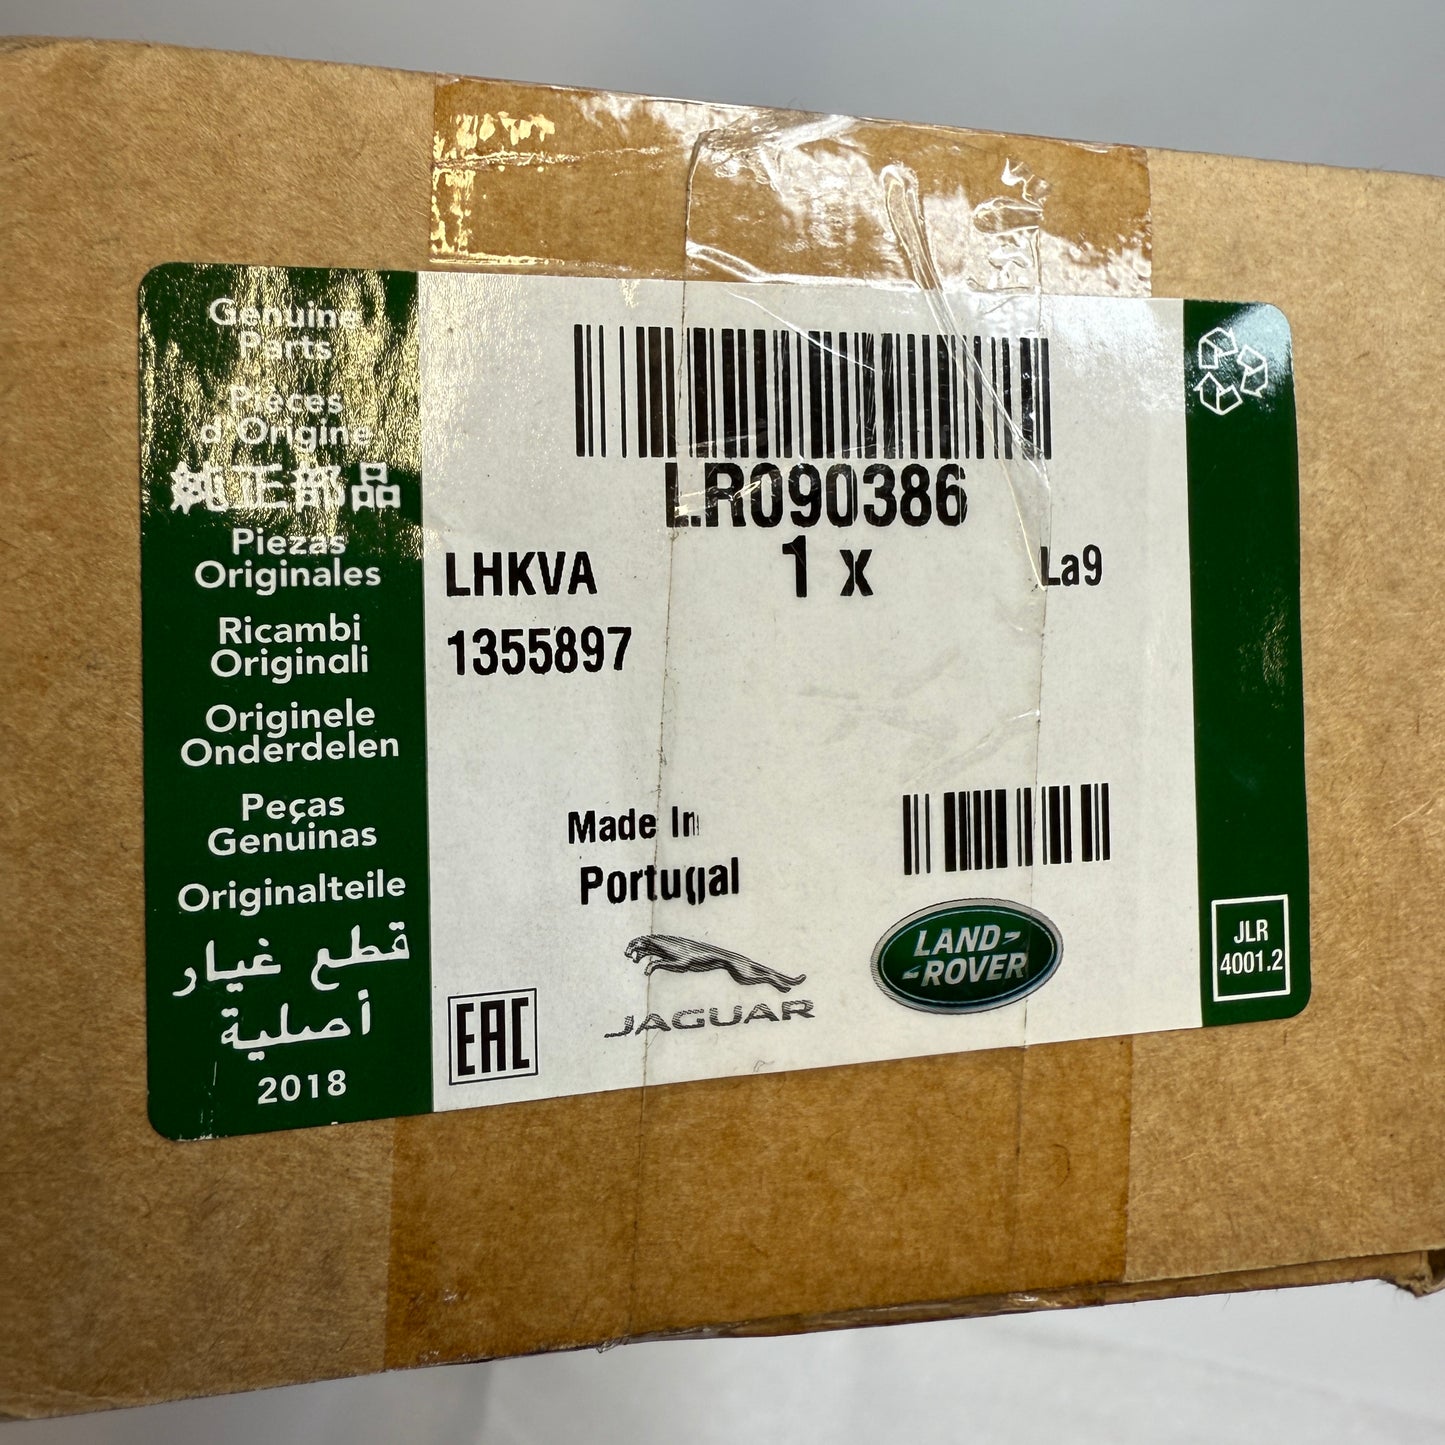 Genuine
Parts
Pièces
d'Origine
純正部品
Piezas
Originales
Ricambi
Originali
Originele
Onderdelen
Peças
Genuinas
Originalteile
قطع غيار
أصلية
2018
LR090386
LHKVA
1 x
La9
1355897
Made In
Portugal
EAC
JAGUAR
LAND
ROVER
JLR
4001.2